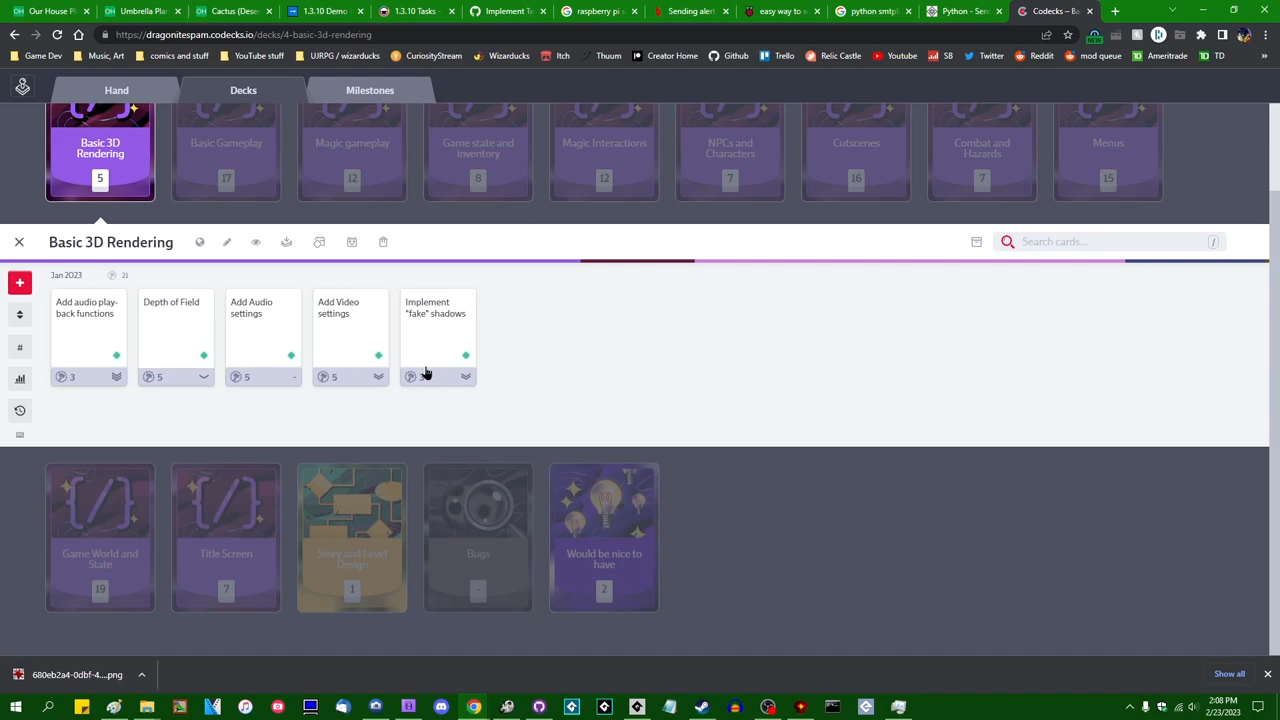 Our House Pl
Umbrella Plan
Cactus (Deser
1.3.10 Demo
1.3.10 Tasks -
Implement To
raspberry pi e
Sending alert
easy way to s
python smtpl
Python - Send
Codecks – Ba
https://dragonitespam.codecks.io/decks/4-basic-3d-rendering
Game Dev
Music, Art
comics and stuff
YouTube stuff
UJRPG / wizarducks
CuriosityStream
Wizarducks
Itch
Thuum
Creator Home
Github
Trello
Relic Castle
Youtube
SB
Twitter
Reddit
mod queue
Ameritrade
TD
»
Hand
Decks
Milestones
Basic 3D
Rendering
5
Basic Gameplay
17
Magic gameplay
12
Game state and
inventory
8
Magic Interactions
12
NPCs and
Characters
7
Cutscenes
16
Combat and
Hazards
7
Menus
15
Basic 3D Rendering
Search cards...
/
Jan 2023
21
Add audio play-
back functions
3
Depth of Field
5
Add Audio
settings
5
-
Add Video
settings
5
Implement
"fake" shadows
Game World and
State
19
Title Screen
7
Story and Level
Design
1
Bugs
-
Would be nice to
have
2
680eb2a4-0dbf-4....png
Show all
2:08 PM
2/23/2023